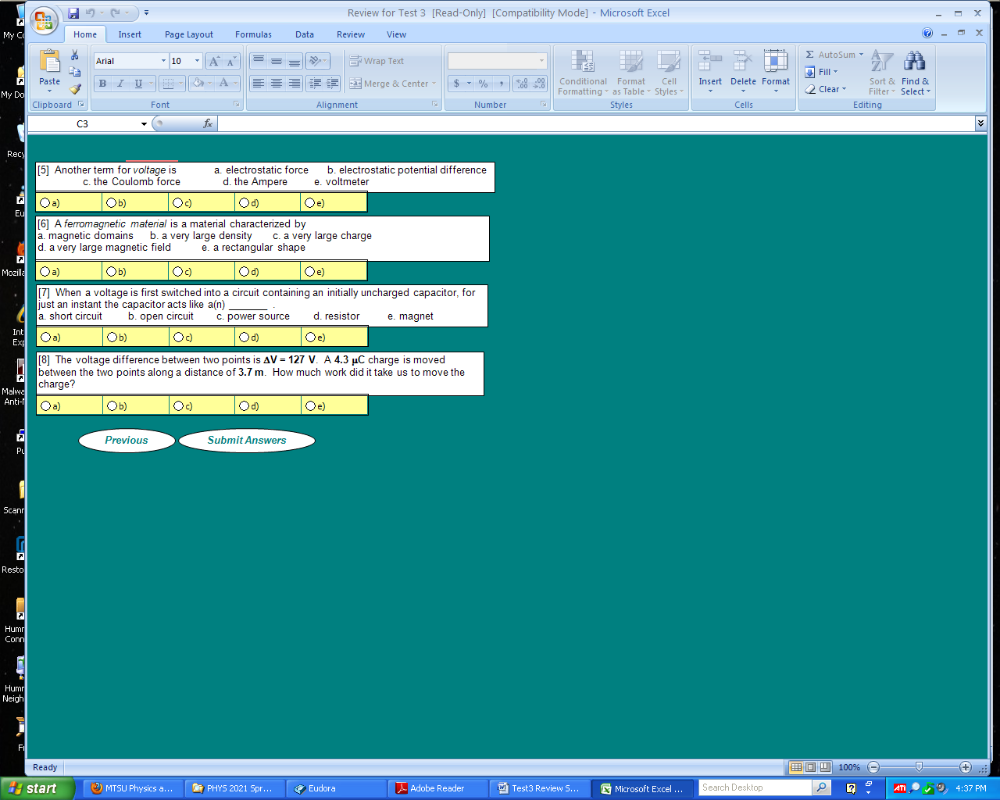 Review for Test 3  [Read-Only]  [Compatibility Mode] - Microsoft Excel
My Co
Home Insert Page Layout Formulas Data Review View
Arial 10 Wrap Text AutoSum
Paste Conditional Formatting Format as Table Cell Styles Insert Delete Format Fill Sort & Filter Find & Select
B I U A Merge & Center $ % , Clear
My Do
Clipboard Font Alignment Number Styles Cells Editing
C3 fx
Recy
[5]  Another term for voltage is a. electrostatic force b. electrostatic potential difference
c. the Coulomb force d. the Ampere e. voltmeter
a) b) c) d) e)
Eu
[6]  A ferromagnetic material is a material characterized by
a. magnetic domains b. a very large density c. a very large charge
d. a very large magnetic field e. a rectangular shape
a) b) c) d) e)
Mozilla
[7]  When a voltage is first switched into a circuit containing an initially uncharged capacitor, for
just an instant the capacitor acts like a(n) _______ .
a. short circuit b. open circuit c. power source d. resistor e. magnet
a) b) c) d) e)
Int
Exp
[8]  The voltage difference between two points is ΔV = 127 V.  A 4.3 μC charge is moved
between the two points along a distance of 3.7 m.  How much work did it take us to move the
charge?
a) b) c) d) e)
Malwa
Anti-M
Previous Submit Answers
Pu
Scann
Resto
Humm
Conn
Humm
Neigh
Fr
Ready 100%
start MTSU Physics a... PHYS 2021 Spr... Eudora Adobe Reader Test3 Review S... Microsoft Excel ... Search Desktop ATI 4:37 PM